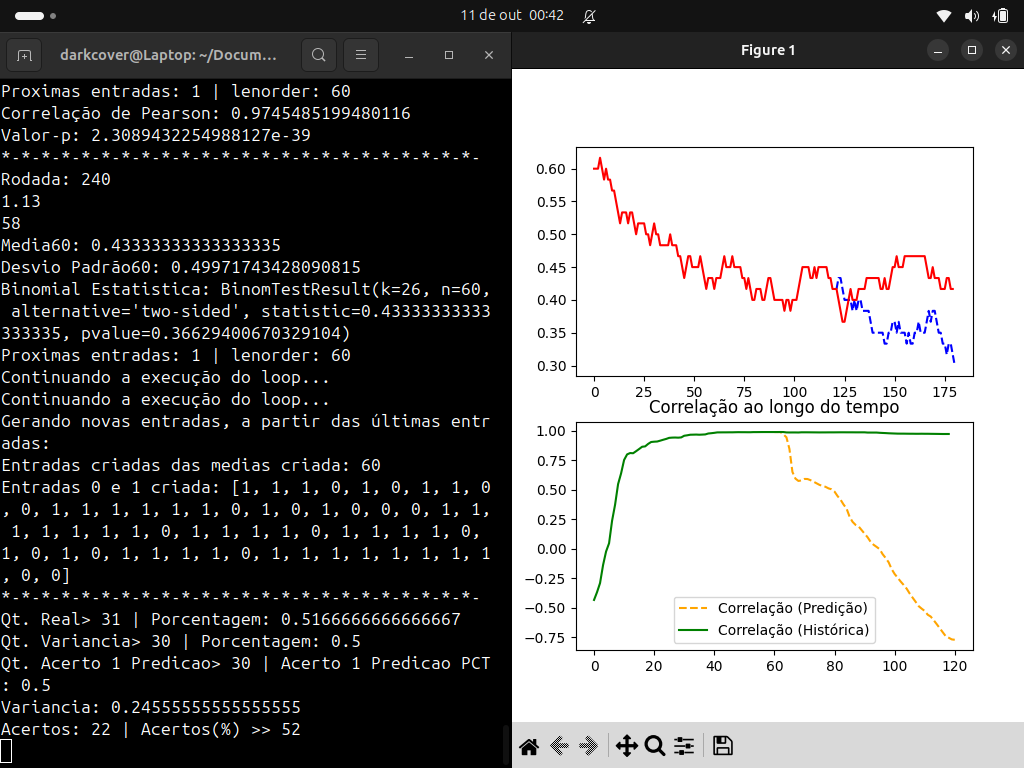 11 de out 00:42
darkcover@Laptop: ~/Docum...
Proximas entradas: 1 | lenorder: 60
Correlação de Pearson: 0.9745485199480116
Valor-p: 2.3089432254988127e-39
*-*-*-*-*-*-*-*-*-*-*-*-*-*-*-*-*-*-*-*-*-*-*-*-
Rodada: 240
1.13
58
Media60: 0.43333333333333335
Desvio Padrão60: 0.49971743428090815
Binomial Estatistica: BinomTestResult(k=26, n=60,
 alternative='two-sided', statistic=0.43333333333
333335, pvalue=0.36629400670329104)
Proximas entradas: 1 | lenorder: 60
Continuando a execução do loop...
Continuando a execução do loop...
Gerando novas entradas, a partir das últimas entr
adas:
Entradas criadas das medias criada: 60
Entradas 0 e 1 criada: [1, 1, 1, 0, 1, 0, 1, 1, 0
, 0, 1, 1, 1, 1, 1, 1, 0, 1, 0, 1, 0, 0, 0, 1, 1,
 1, 1, 1, 1, 1, 0, 1, 1, 1, 1, 0, 1, 1, 1, 1, 0,
1, 0, 1, 0, 1, 1, 1, 1, 0, 1, 1, 1, 1, 1, 1, 1, 1
, 0, 0]
*-*-*-*-*-*-*-*-*-*-*-*-*-*-*-*-*-*-*-*-*-*-*-*-
Qt. Real> 31 | Porcentagem: 0.5166666666666667
Qt. Variancia> 30 | Porcentagem: 0.5
Qt. Acerto 1 Predicao> 30 | Acerto 1 Predicao PCT
: 0.5
Variancia: 0.24555555555555555
Acertos: 22 | Acertos(%) >> 52
Figure 1
0.60
0.55
0.50
0.45
0.40
0.35
0.30
0 25 50 75 100 125 150 175
Correlação ao longo do tempo
1.00
0.75
0.50
0.25
0.00
−0.25
−0.50
−0.75
Correlação (Predição)
Correlação (Histórica)
0 20 40 60 80 100 120